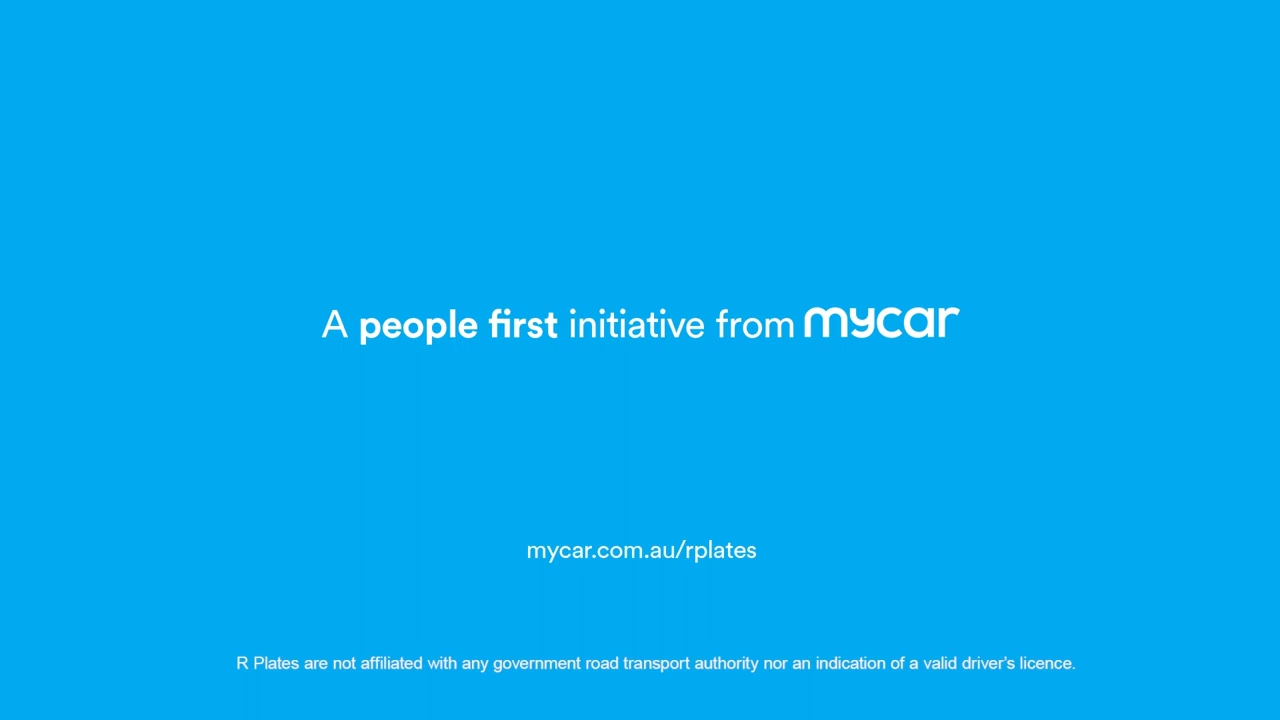 A people first initiative from mycar
mycar.com.au/rplates
R Plates are not affiliated with any government road transport authority nor an indication of a valid driver’s licence.